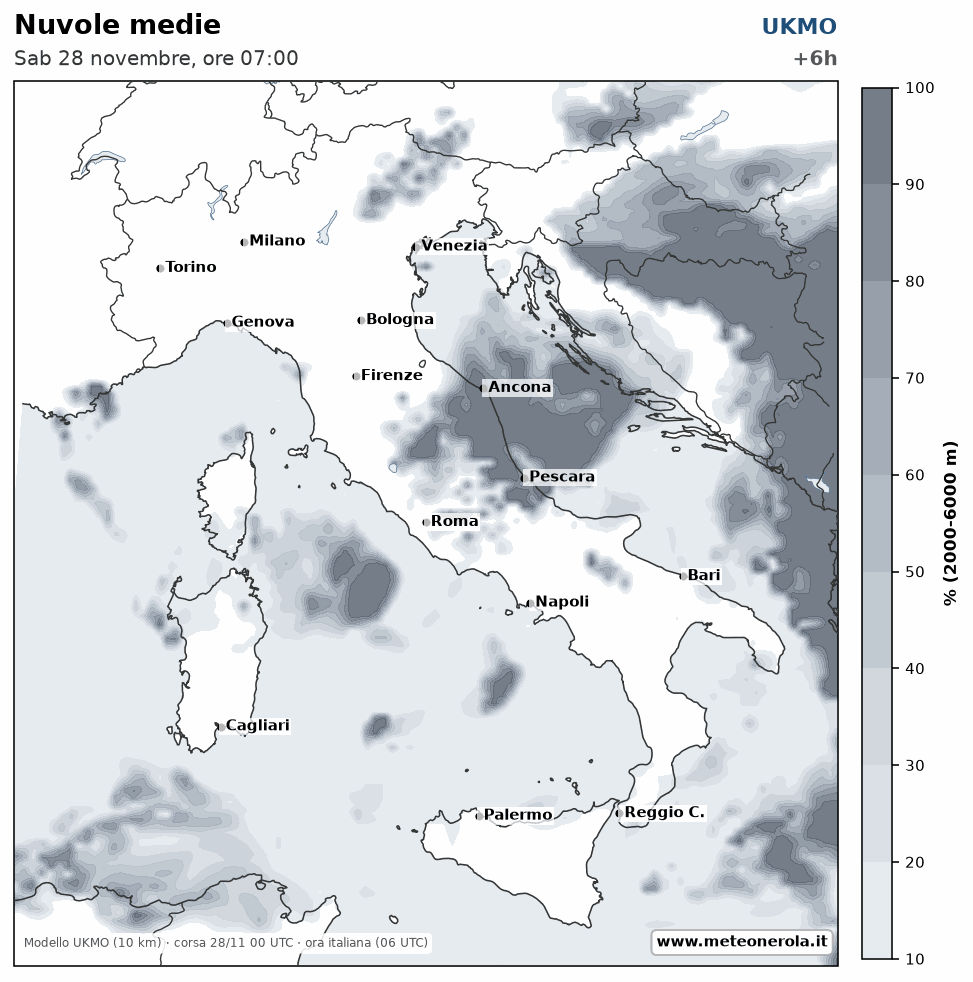 Nuvole medie
UKMO
Sab 28 novembre, ore 07:00
+6h
100
90
80
70
60
50
40
30
20
10
% (2000-6000 m)
Milano
Venezia
Torino
Genova
Bologna
Firenze
Ancona
Pescara
Roma
Bari
Napoli
Cagliari
Palermo
Reggio C.
Modello UKMO (10 km) · corsa 28/11 00 UTC · ora italiana (06 UTC)
www.meteonerola.it